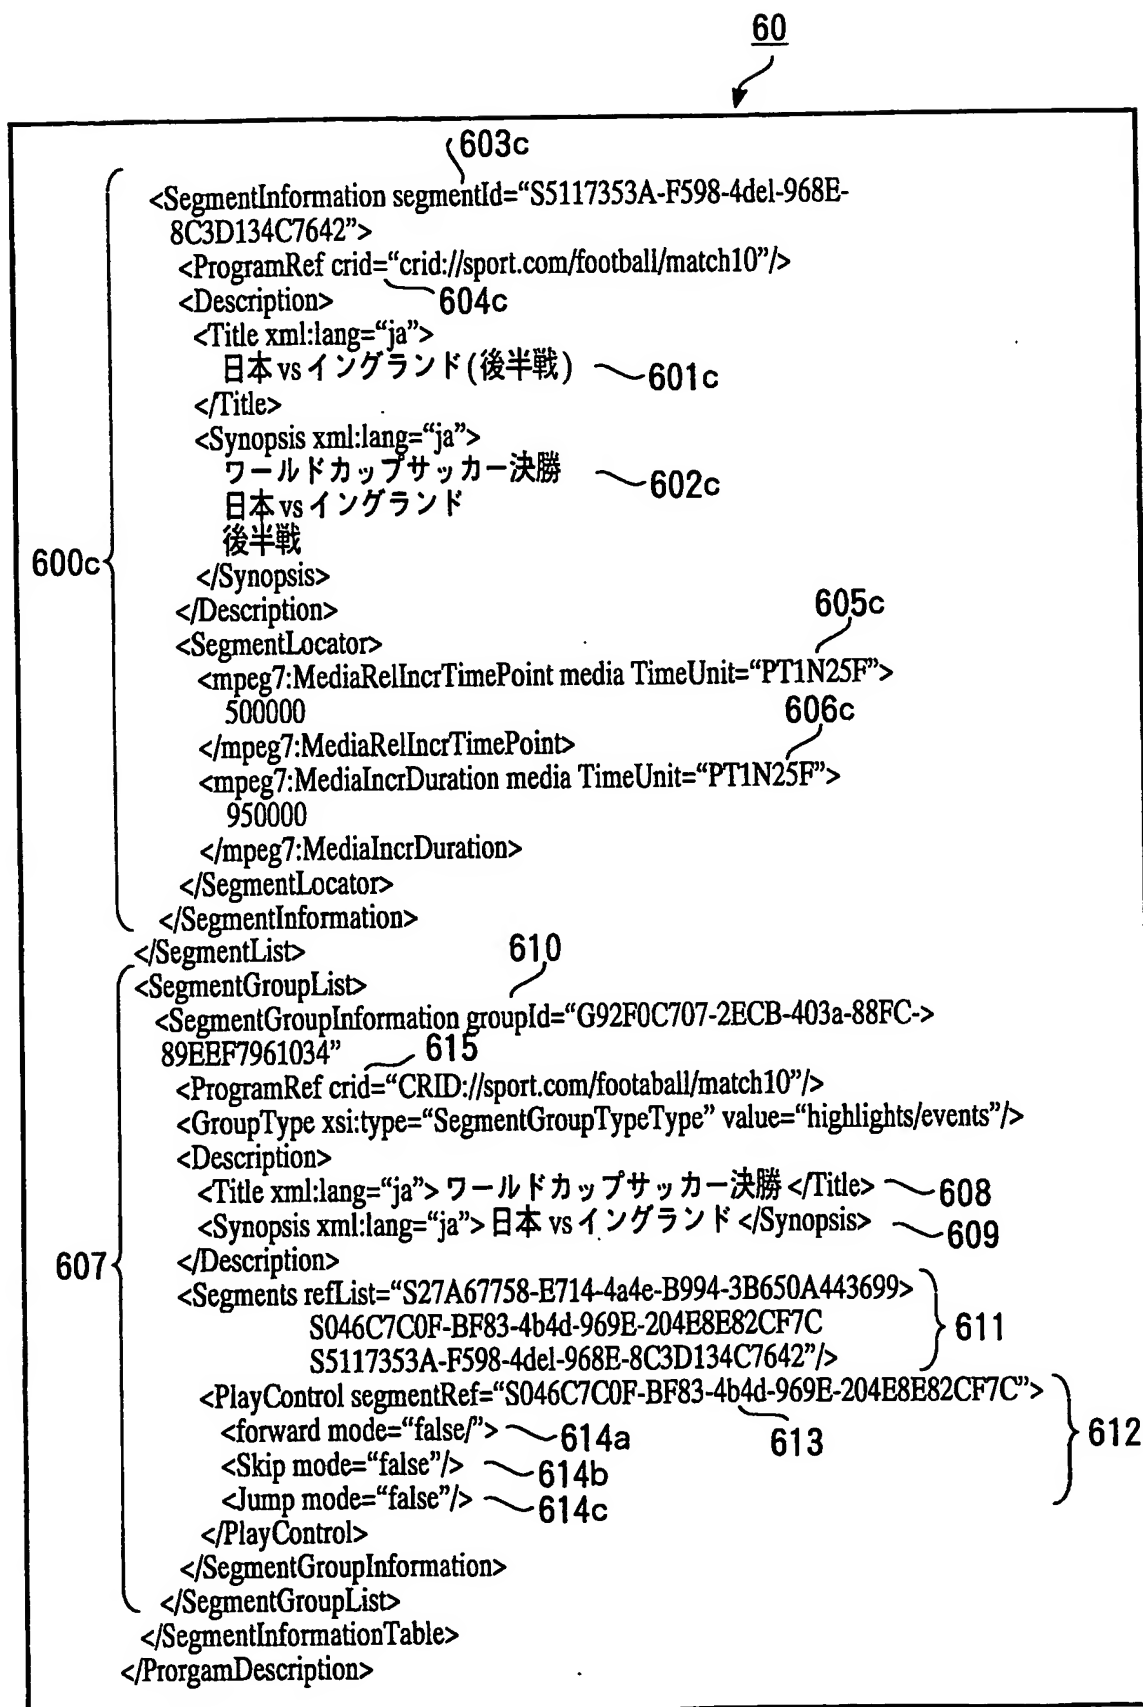 60
603c
<SegmentInformation segmentId=“S5117353A-F598-4del-968E-
8C3D134C7642”>
<ProgramRef crid=“crid://sport.com/football/match10”/>
<Description>
604c
<Title xml:lang=“ja”>
日本 vs イングランド(後半戦)
601c
</Title>
<Synopsis xml:lang=“ja”>
ワールドカップサッカー決勝
602c
日本 vs イングランド
後半戦
600c
</Synopsis>
</Description>
605c
<SegmentLocator>
<mpeg7:MediaRelIncrTimePoint media TimeUnit=“PT1N25F”>
500000
606c
</mpeg7:MediaRelIncrTimePoint>
<mpeg7:MediaIncrDuration media TimeUnit=“PT1N25F”>
950000
</mpeg7:MediaIncrDuration>
</SegmentLocator>
</SegmentInformation>
</SegmentList>
610
<SegmentGroupList>
<SegmentGroupInformation groupId=“G92F0C707-2ECB-403a-88FC->
89EEF7961034”
615
<ProgramRef crid=“CRID://sport.com/footaball/match10”/>
<GroupType xsi:type=“SegmentGroupTypeType” value=“highlights/events”/>
<Description>
<Title xml:lang=“ja”> ワールドカップサッカー決勝 </Title>
608
<Synopsis xml:lang=“ja”> 日本 vs イングランド </Synopsis>
609
607
</Description>
<Segments refList=“S27A67758-E714-4a4e-B994-3B650A443699>
S046C7C0F-BF83-4b4d-969E-204E8E82CF7C
611
S5117353A-F598-4del-968E-8C3D134C7642”/>
<PlayControl segmentRef=“S046C7C0F-BF83-4b4d-969E-204E8E82CF7C”>
<forward mode=“false/”>
614a
613
612
<Skip mode=“false”/>
614b
<Jump mode=“false”/>
614c
</PlayControl>
</SegmentGroupInformation>
</SegmentGroupList>
</SegmentInformationTable>
</ProrgamDescription>